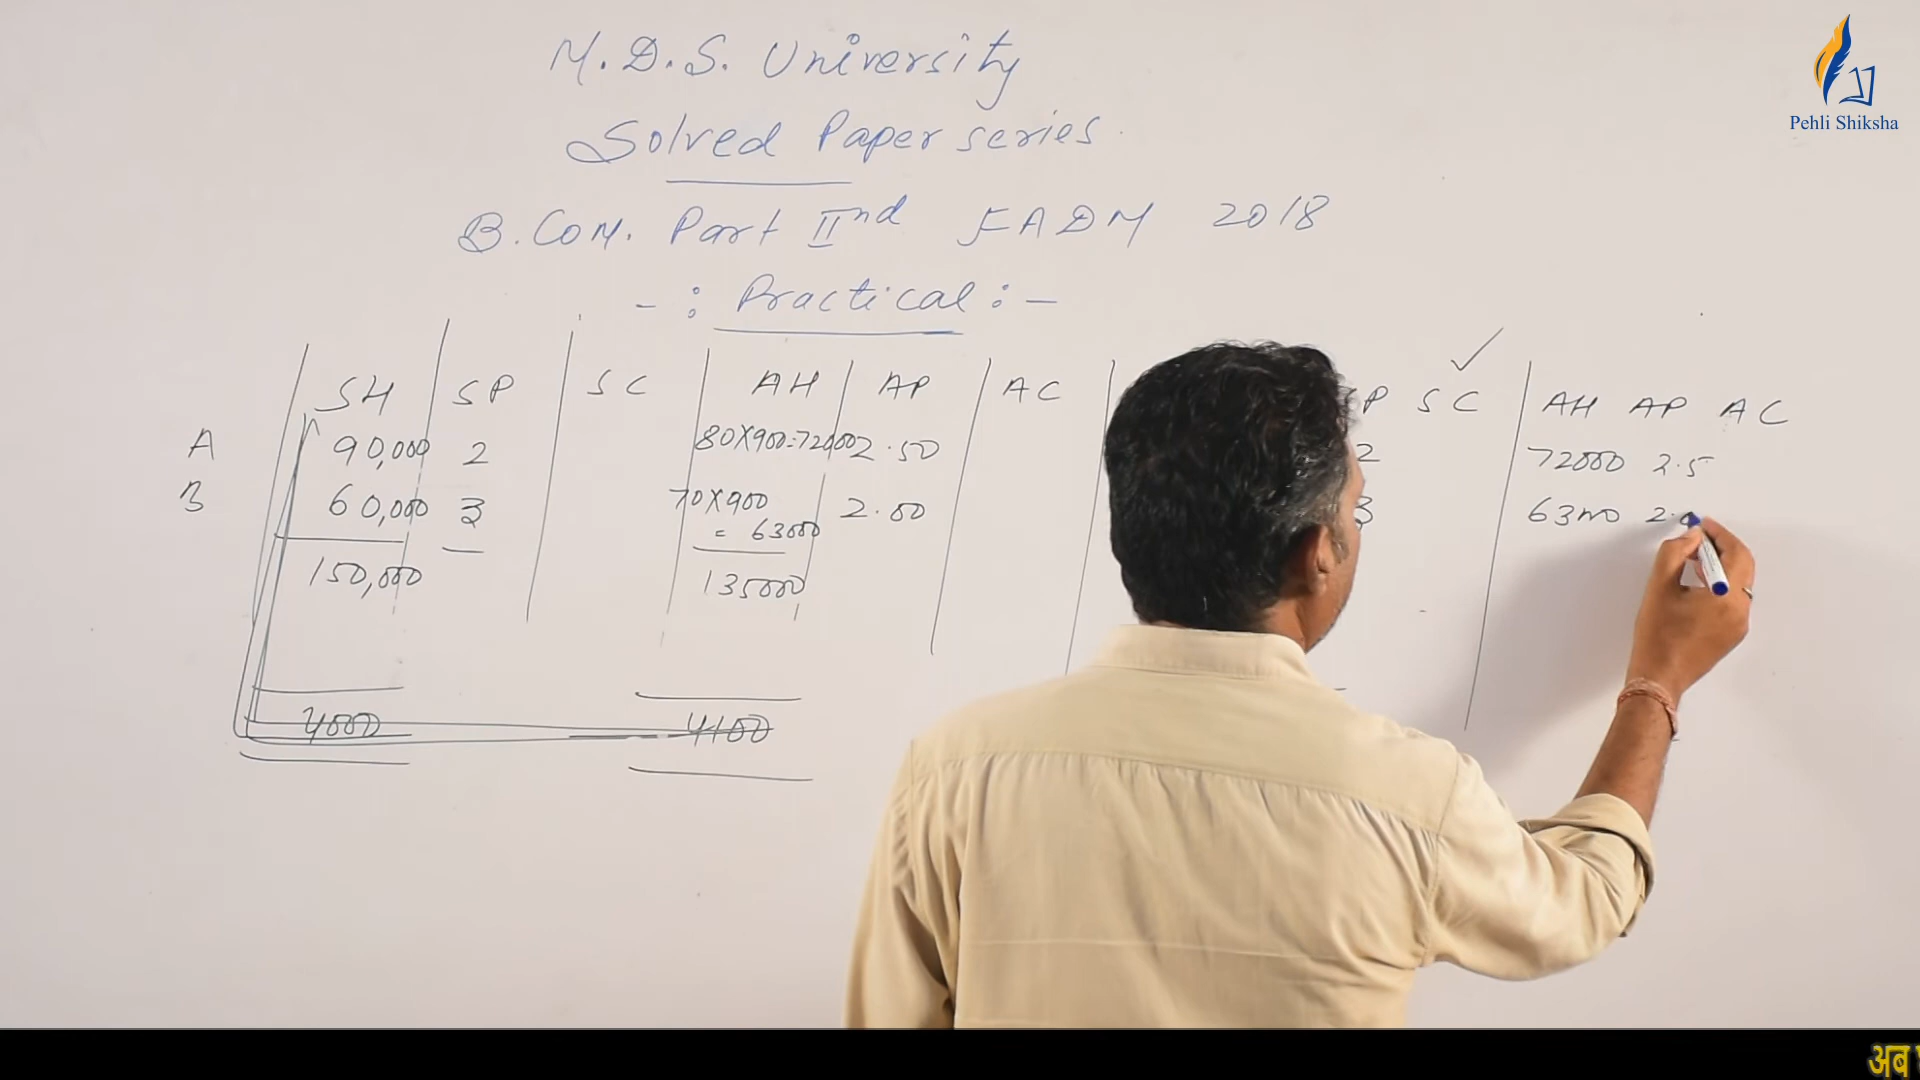 M.D.S. University
Solved Paper series.
B.Com. Part IInd FADM 2018
-: Practical :-
Pehli Shiksha
SH SP SC AH AP AC P SC AH AP AC
A 90,000 2 80X900=72000 2.50 2 72000 2.5
B 60,000 3 70X900 2.00 3 63000
= 63000
150,000 135000
4000 4100
अब